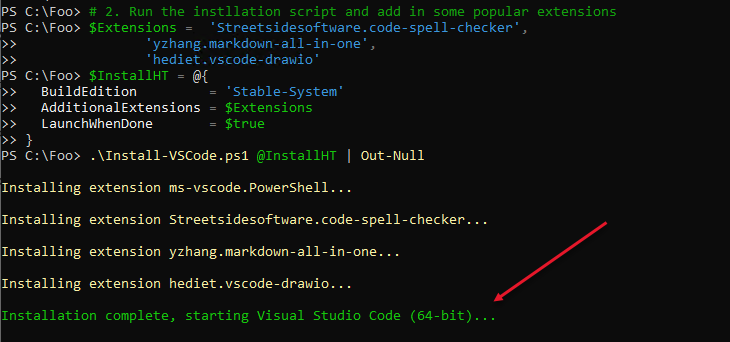 PS C:\Foo> # 2. Run the instllation script and add in some popular extensions
PS C:\Foo> $Extensions =  'Streetsidesoftware.code-spell-checker',
>>                'yzhang.markdown-all-in-one',
>>                'hediet.vscode-drawio'
PS C:\Foo> $InstallHT = @{
>>   BuildEdition         = 'Stable-System'
>>   AdditionalExtensions = $Extensions
>>   LaunchWhenDone       = $true
>> }
PS C:\Foo> .\Install-VSCode.ps1 @InstallHT | Out-Null
Installing extension ms-vscode.PowerShell...
Installing extension Streetsidesoftware.code-spell-checker...
Installing extension yzhang.markdown-all-in-one...
Installing extension hediet.vscode-drawio...
Installation complete, starting Visual Studio Code (64-bit)...